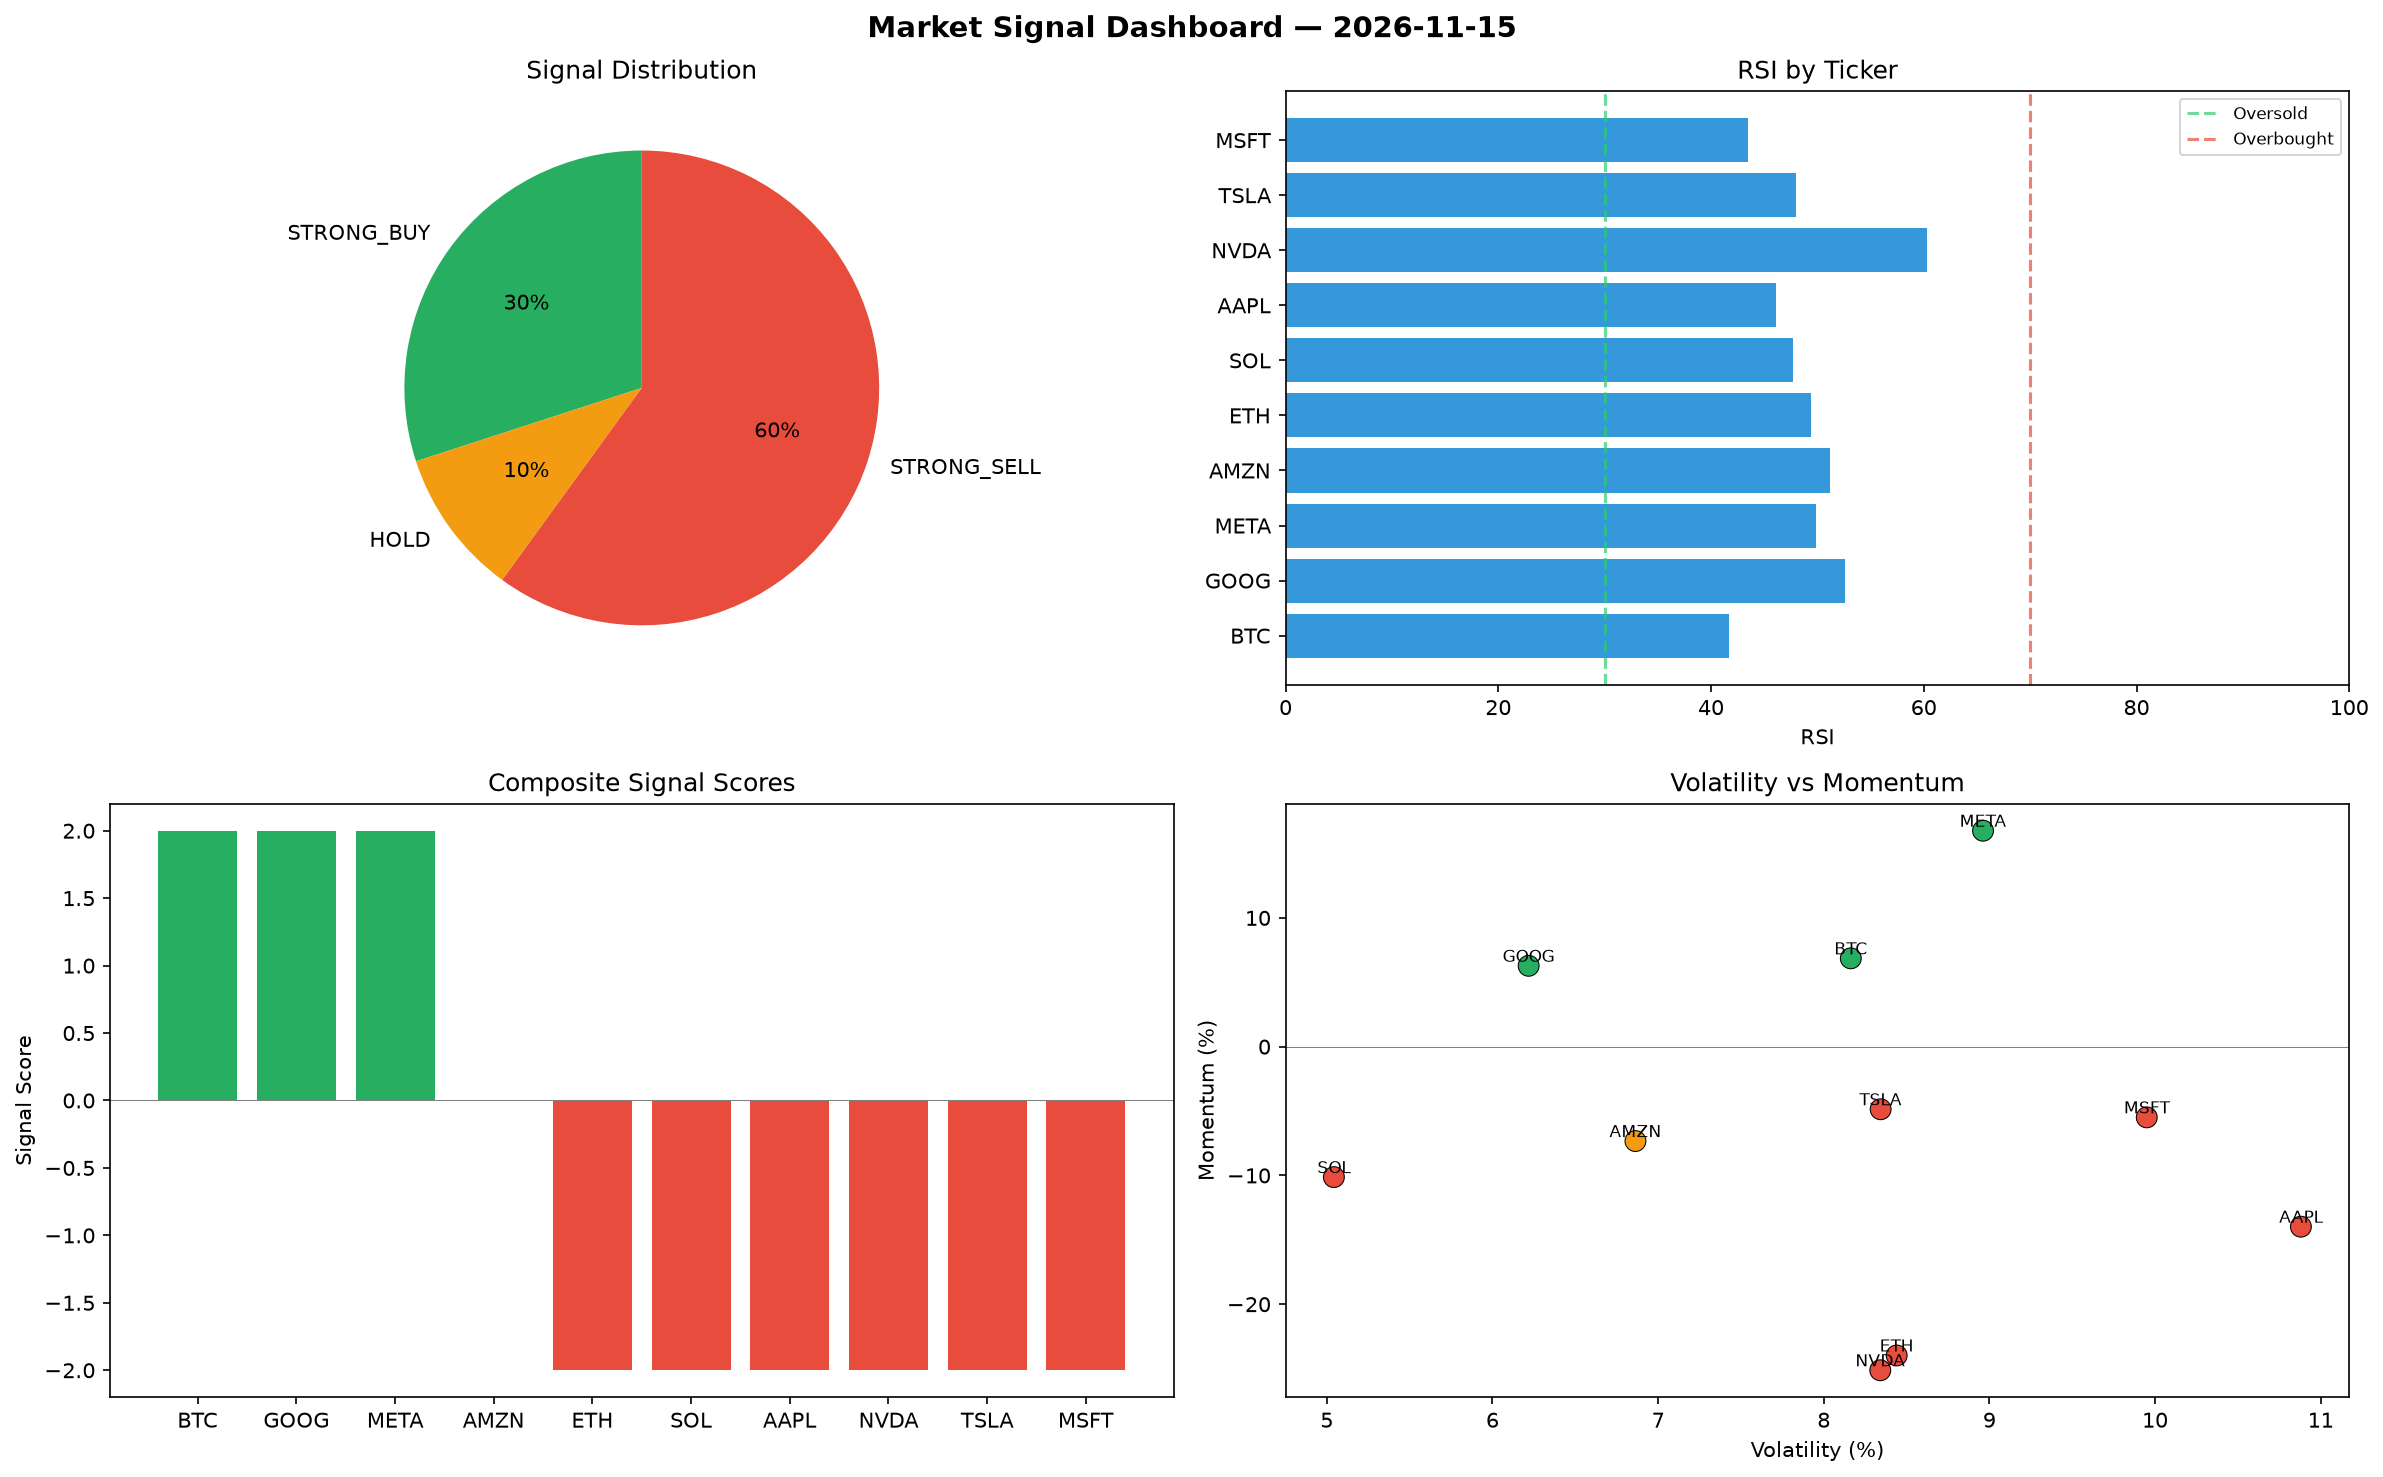 Market Signal Dashboard — 2026-11-15
Signal Distribution
STRONG_BUY
30%
10%
HOLD
60%
STRONG_SELL
RSI by Ticker
Oversold
Overbought
MSFT
TSLA
NVDA
AAPL
SOL
ETH
AMZN
META
GOOG
BTC
0 20 40 60 80 100
RSI
Composite Signal Scores
Signal Score
2.0
1.5
1.0
0.5
0.0
−0.5
−1.0
−1.5
−2.0
BTC GOOG META AMZN ETH SOL AAPL NVDA TSLA MSFT
Volatility vs Momentum
Momentum (%)
10
0
−10
−20
META
BTC
GOOG
TSLA
MSFT
AMZN
SOL
AAPL
ETH
NVDA
5 6 7 8 9 10 11
Volatility (%)